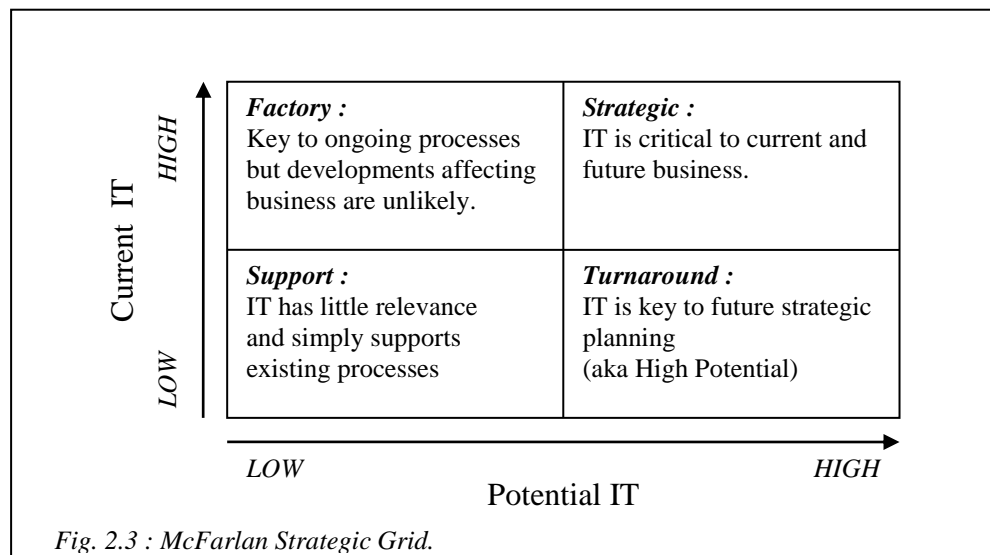 Factory :
Key to ongoing processes
but developments affecting
business are unlikely.
Strategic :
IT is critical to current and
future business.
Support :
IT has little relevance
and simply supports
existing processes
Turnaround :
IT is key to future strategic
planning
(aka High Potential)
Current IT
HIGH
LOW
LOW
HIGH
Potential IT
Fig. 2.3 : McFarlan Strategic Grid.